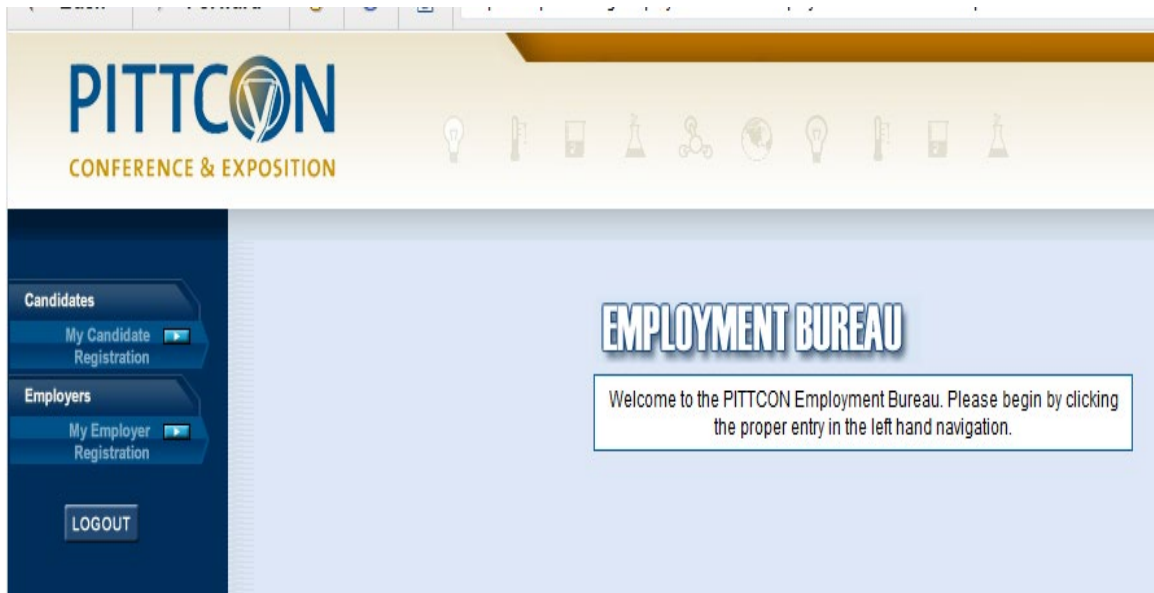 PITTCON
CONFERENCE & EXPOSITION
Candidates
My Candidate
Registration
Employers
My Employer
Registration
LOGOUT
EMPLOYMENT BUREAU
Welcome to the PITTCON Employment Bureau. Please begin by clicking
the proper entry in the left hand navigation.